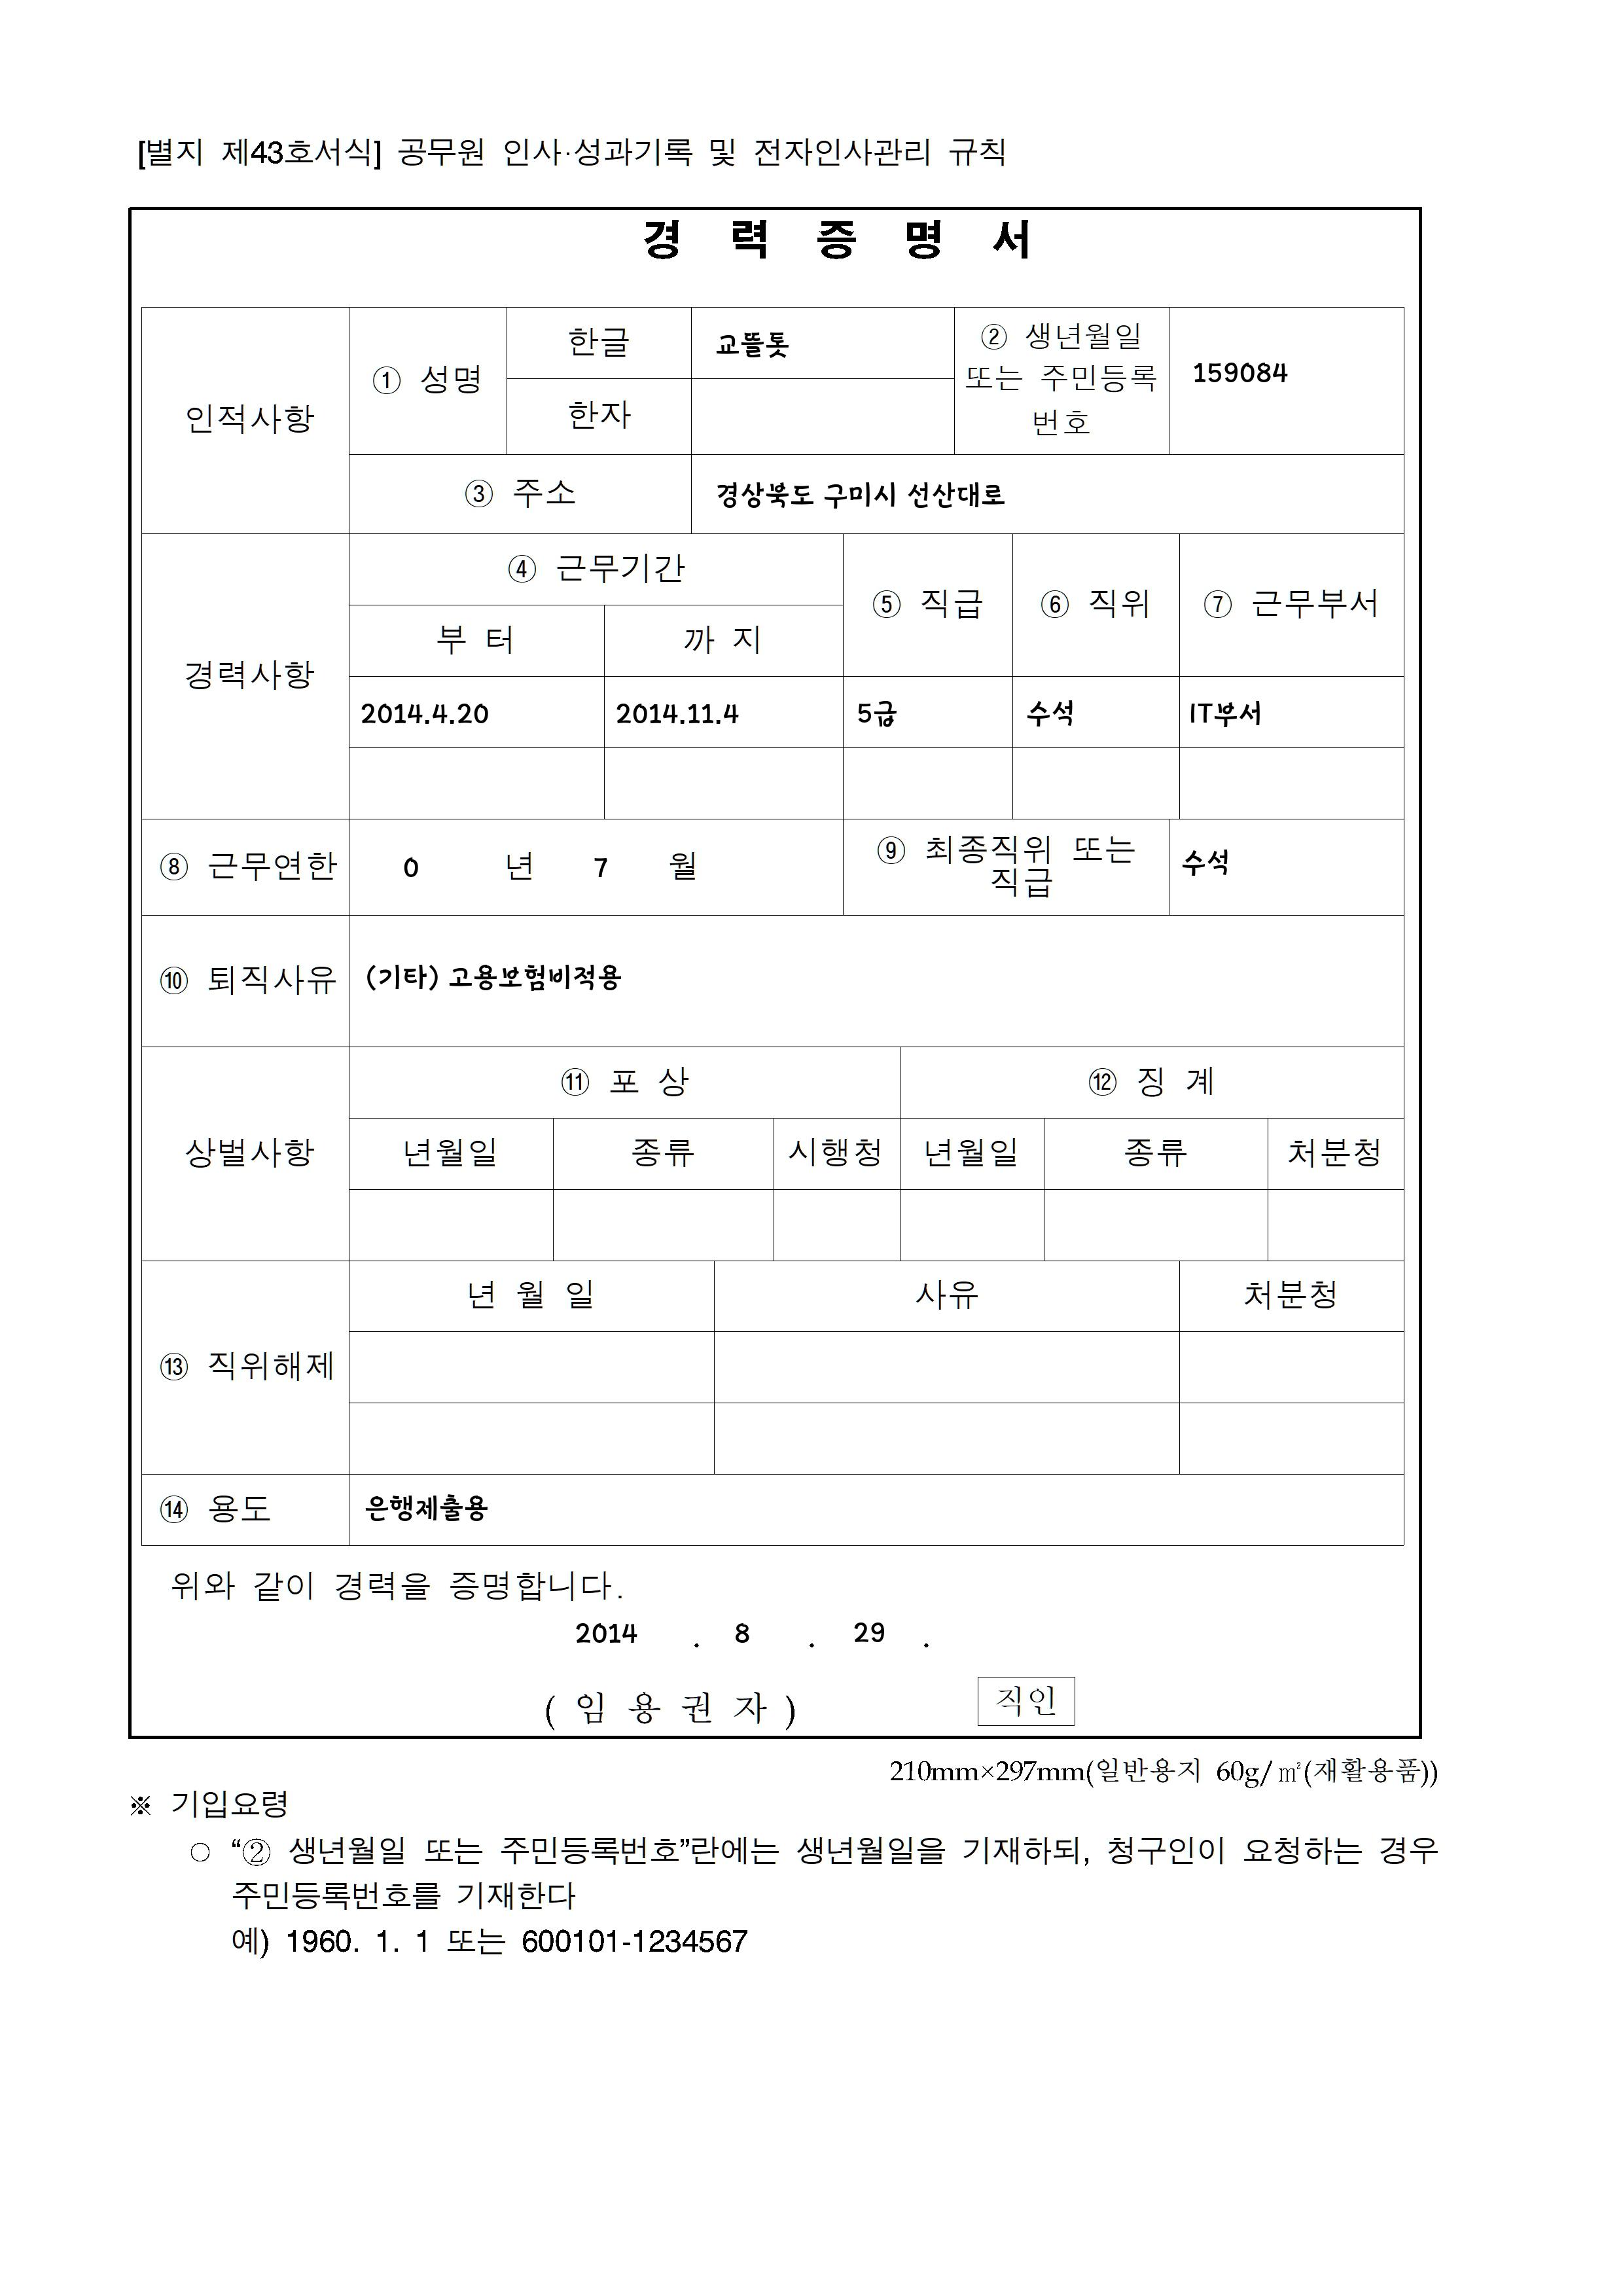 [별지 제43호서식] 공무원 인사·성과기록 및 전자인사관리 규칙
경 력 증 명 서
인적사항
① 성명
한글
교뜰톳
② 생년월일
또는 주민등록
번호
159084
한자
③ 주소
경상북도 구미시 선산대로
경력사항
④ 근무기간
⑤ 직급
⑥ 직위
⑦ 근무부서
부 터
까 지
2014.4.20
2014.11.4
5급
수석
IT부서
⑧ 근무연한
0 년 7 월
⑨ 최종직위 또는
직급
수석
⑩ 퇴직사유
(기타) 고용보험비적용
상벌사항
⑪ 포 상
⑫ 징 계
년월일
종류
시행청
년월일
종류
처분청
⑬ 직위해제
년 월 일
사유
처분청
⑭ 용도
은행제출용
위와 같이 경력을 증명합니다.
2014 . 8 . 29 .
( 임 용 권 자 )
직인
210mm×297mm(일반용지 60g/㎡(재활용품))
※ 기입요령
○ “② 생년월일 또는 주민등록번호”란에는 생년월일을 기재하되, 청구인이 요청하는 경우
주민등록번호를 기재한다
예) 1960. 1. 1 또는 600101-1234567